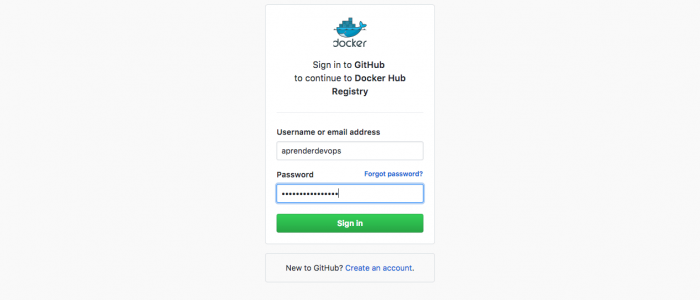 docker
Sign in to GitHub
to continue to Docker Hub
Registry
Username or email address
aprenderdevops
Password Forgot password?
•••••••••••••••
Sign in
New to GitHub? Create an account.